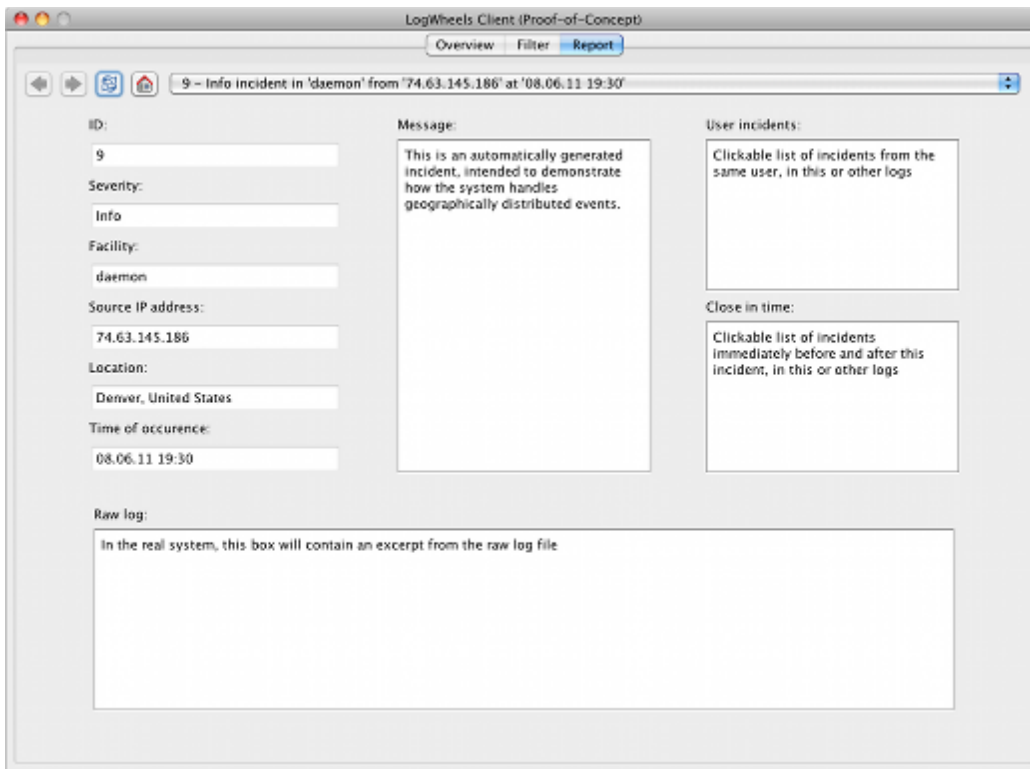 LogWheels Client (Proof-of-Concept)
Overview Filter Report
9 - Info incident in 'daemon' from '74.63.145.186' at '08.06.11 19:30'
ID:
9
Severity:
Info
Facility:
daemon
Source IP address:
74.63.145.186
Location:
Denver, United States
Time of occurence:
08.06.11 19:30
Message:
This is an automatically generated
incident, intended to demonstrate
how the system handles
geographically distributed events.
User incidents:
Clickable list of incidents from the
same user, in this or other logs
Close in time:
Clickable list of incidents
immediately before and after this
incident, in this or other logs
Raw log:
In the real system, this box will contain an excerpt from the raw log file